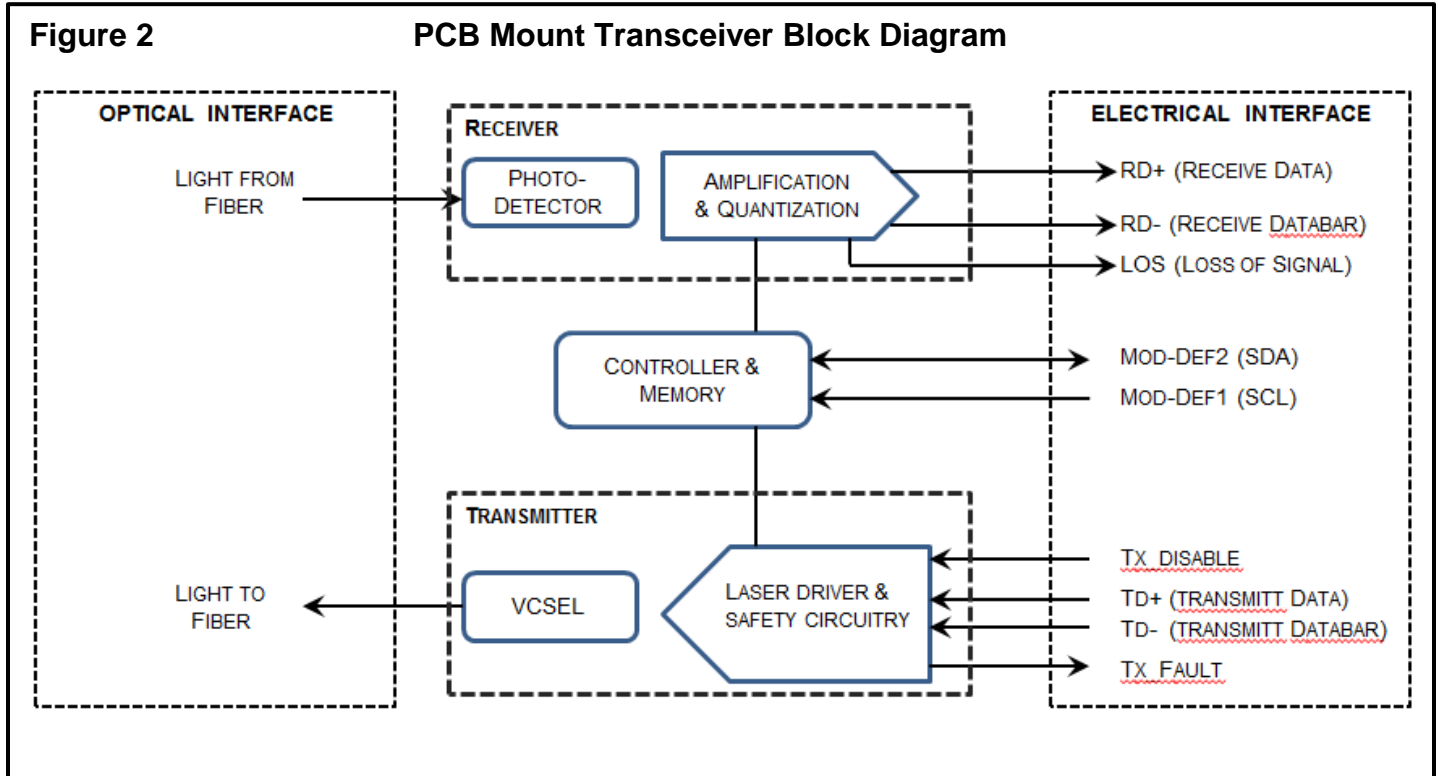 Figure 2 PCB Mount Transceiver Block Diagram
OPTICAL INTERFACE
LIGHT FROM
FIBER
LIGHT TO
FIBER
RECEIVER
PHOTO-
DETECTOR
AMPLIFICATION
& QUANTIZATION
CONTROLLER &
MEMORY
TRANSMITTER
VCSEL
LASER DRIVER &
SAFETY CIRCUITRY
ELECTRICAL INTERFACE
RD+ (RECEIVE DATA)
RD- (RECEIVE DATABAR)
LOS (LOSS OF SIGNAL)
MOD-DEF2 (SDA)
MOD-DEF1 (SCL)
TX_DISABLE
TD+ (TRANSMITT DATA)
TD- (TRANSMITT DATABAR)
TX_FAULT